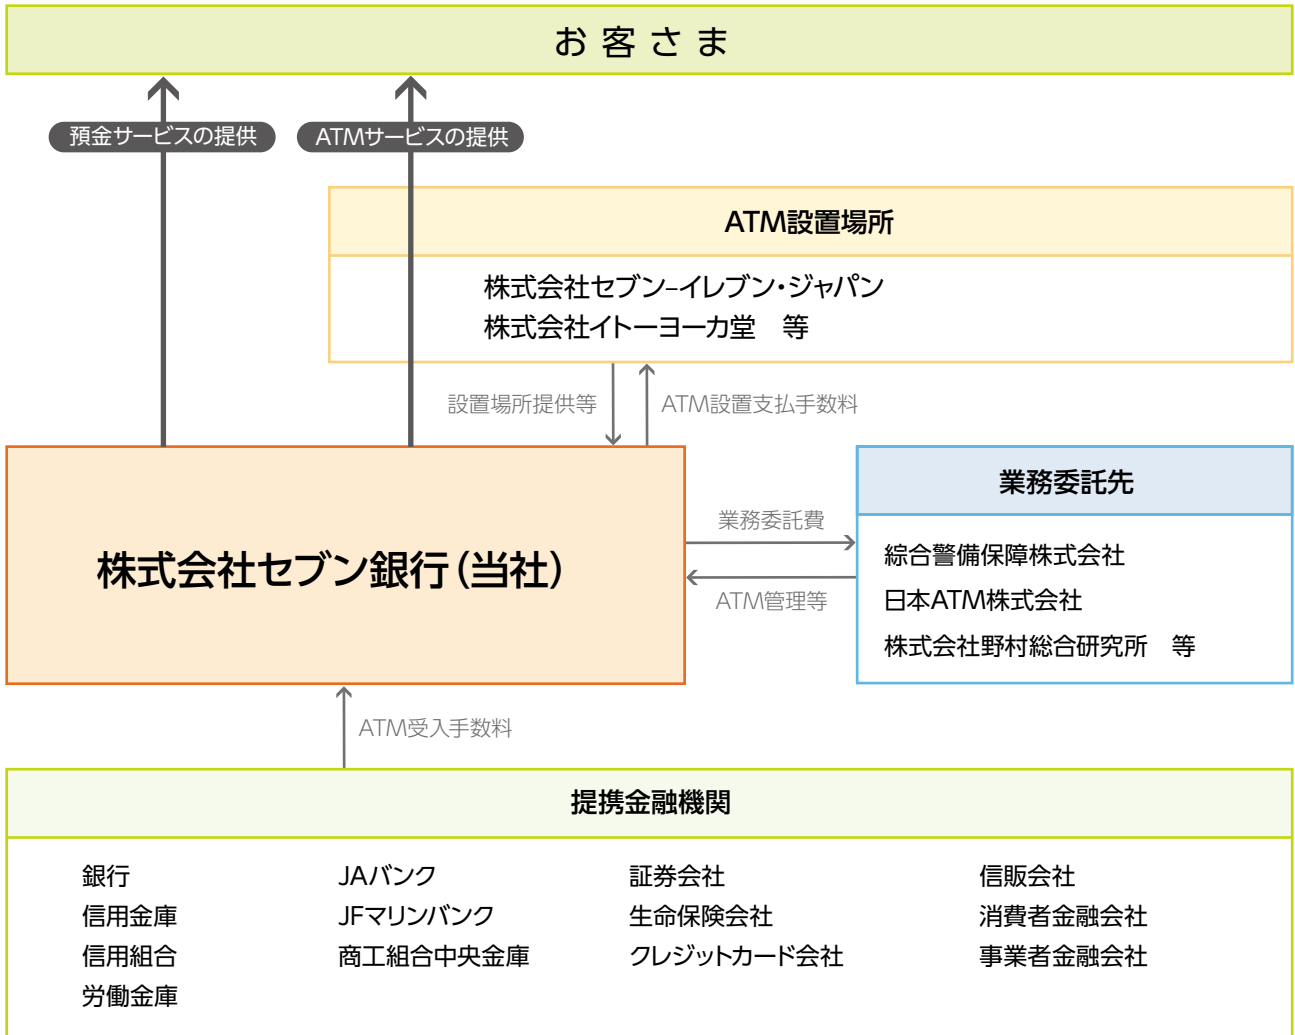 お客さま
預金サービスの提供
ATMサービスの提供
ATM設置場所
株式会社セブン–イレブン・ジャパン
株式会社イトーヨーカ堂　等
設置場所提供等
ATM設置支払手数料
株式会社セブン銀行（当社）
業務委託費
ATM管理等
業務委託先
綜合警備保障株式会社
日本ATM株式会社
株式会社野村総合研究所　等
ATM受入手数料
提携金融機関
銀行
信用金庫
信用組合
労働金庫
JAバンク
JFマリンバンク
商工組合中央金庫
証券会社
生命保険会社
クレジットカード会社
信販会社
消費者金融会社
事業者金融会社